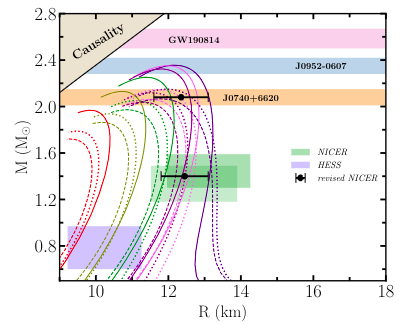 2.8
2.4
2.0
1.6
1.2
0.8
M (M⊙)
Causality
GW190814
J0952-0607
J0740+6620
NICER
HESS
revised NICER
10 12 14 16 18
R (km)